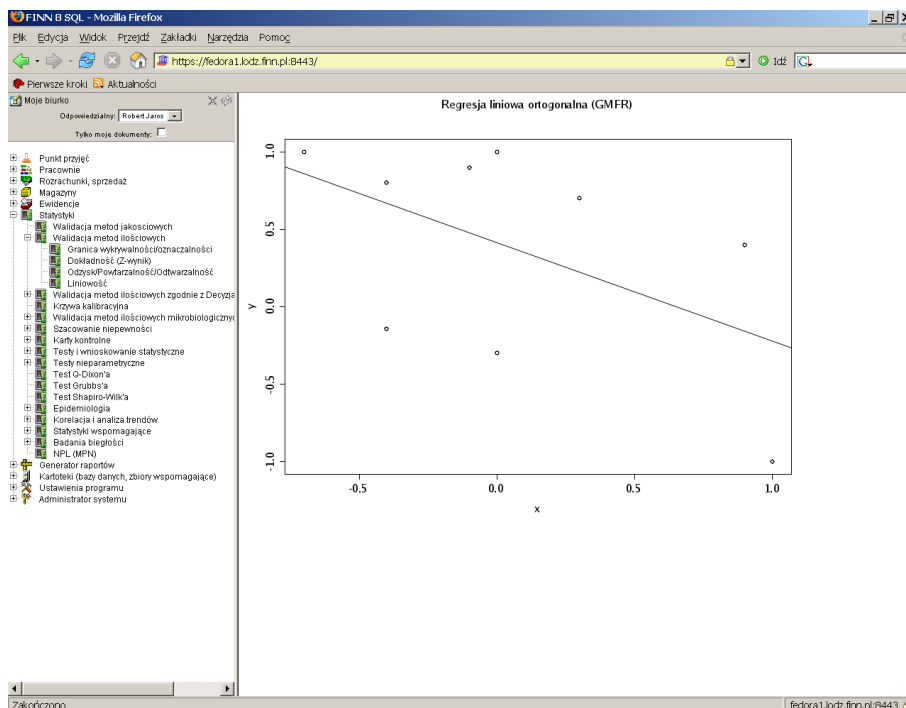 FINN 8 SQL - Mozilla Firefox
Plik Edycja Widok Przejdź Zakładki Narzędzia Pomoc
https://fedora1.lodz.finn.pl:8443/
Idź
Pierwsze kroki Aktualności
Moje biurko
Odpowiedzialny: Robert Jaros
Tylko moje dokumenty:
Punkt przyjęć
Pracownie
Rozrachunki, sprzedaż
Magazyny
Ewidencje
Statystyki
Walidacja metod jakosciowych
Walidacja metod ilościowych
Granica wykrywalności/oznaczalności
Dokładność (Z-wynik)
Odzysk/Powtarzalność/Odtwarzalność
Liniowość
Walidacja metod ilościowych zgodnie z Decyzja
Krzywa kalibracyjna
Walidacja metod ilościowych mikrobiologiczny
Szacowanie niepewności
Karty kontrolne
Testy i wnioskowanie statystyczne
Testy nieparametryczne
Test Q-Dixon'a
Test Grubbs'a
Test Shapiro-Wilk'a
Epidemiologia
Korelacja i analiza trendów
Statystyki wspomagające
Badania biegłości
NPL (MPN)
Generator raportów
Kartoteki (bazy danych, zbiory wspomagające)
Ustawienia programu
Administrator systemu
Regresja liniowa ortogonalna (GMFR)
1.0
0.5
0.0
-0.5
-1.0
y
-0.5 0.0 0.5 1.0
x
Zakończono
fedora1.lodz.finn.pl:8443